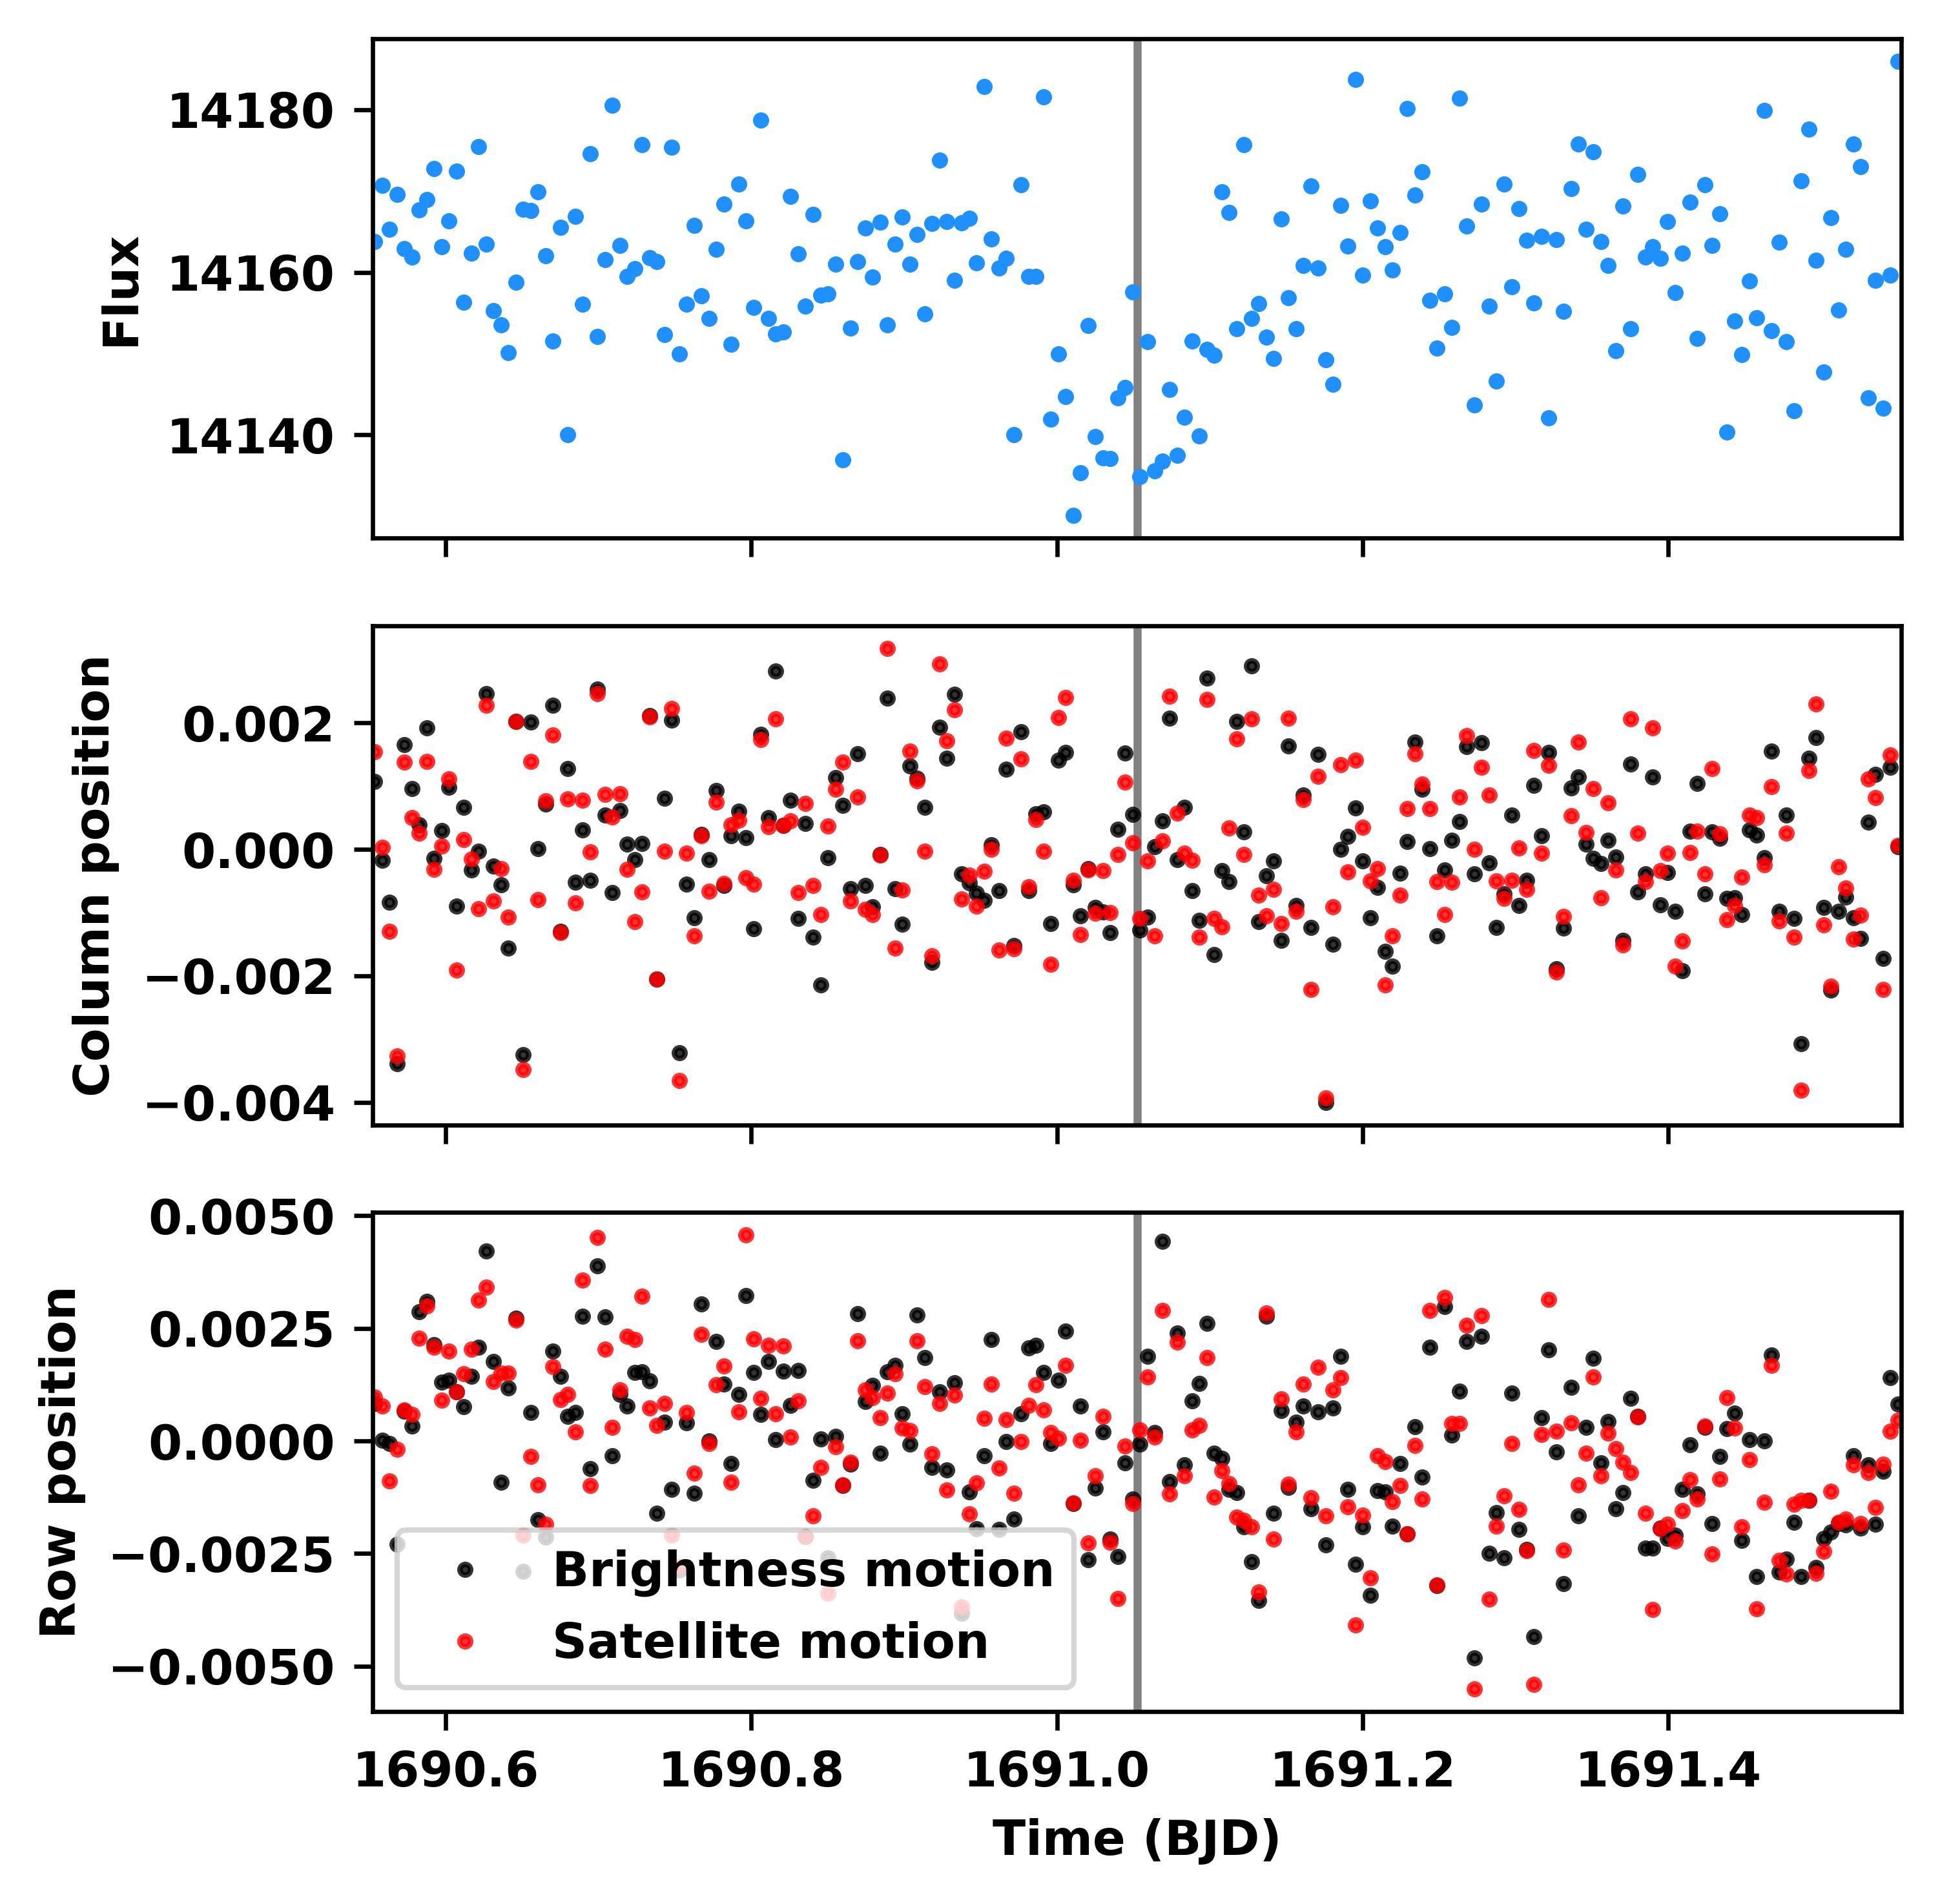 Flux
14180
14160
14140
Column position
0.002
0.000
−0.002
−0.004
Row position
0.0050
0.0025
0.0000
−0.0025
−0.0050
Brightness motion
Satellite motion
1690.6 1690.8 1691.0 1691.2 1691.4
Time (BJD)